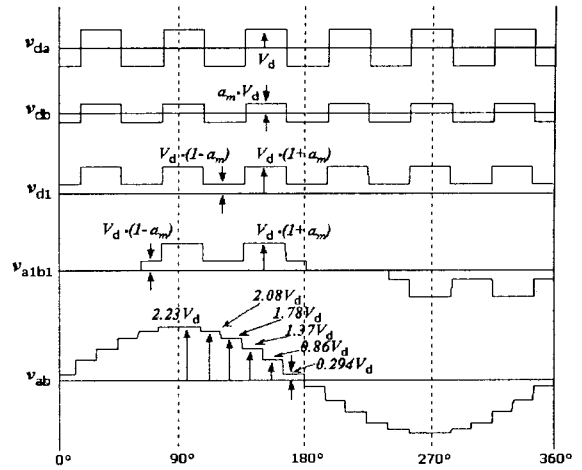 v_da
V_d
a_m·V_d
v_db
V_d·(1-a_m) V_d·(1+a_m)
v_d1
V_d·(1-a_m) V_d·(1+a_m)
v_a1b1
2.23V_d 2.08V_d
1.78V_d
1.37V_d
0.86V_d
0.294V_d
v_ab
0° 90° 180° 270° 360°